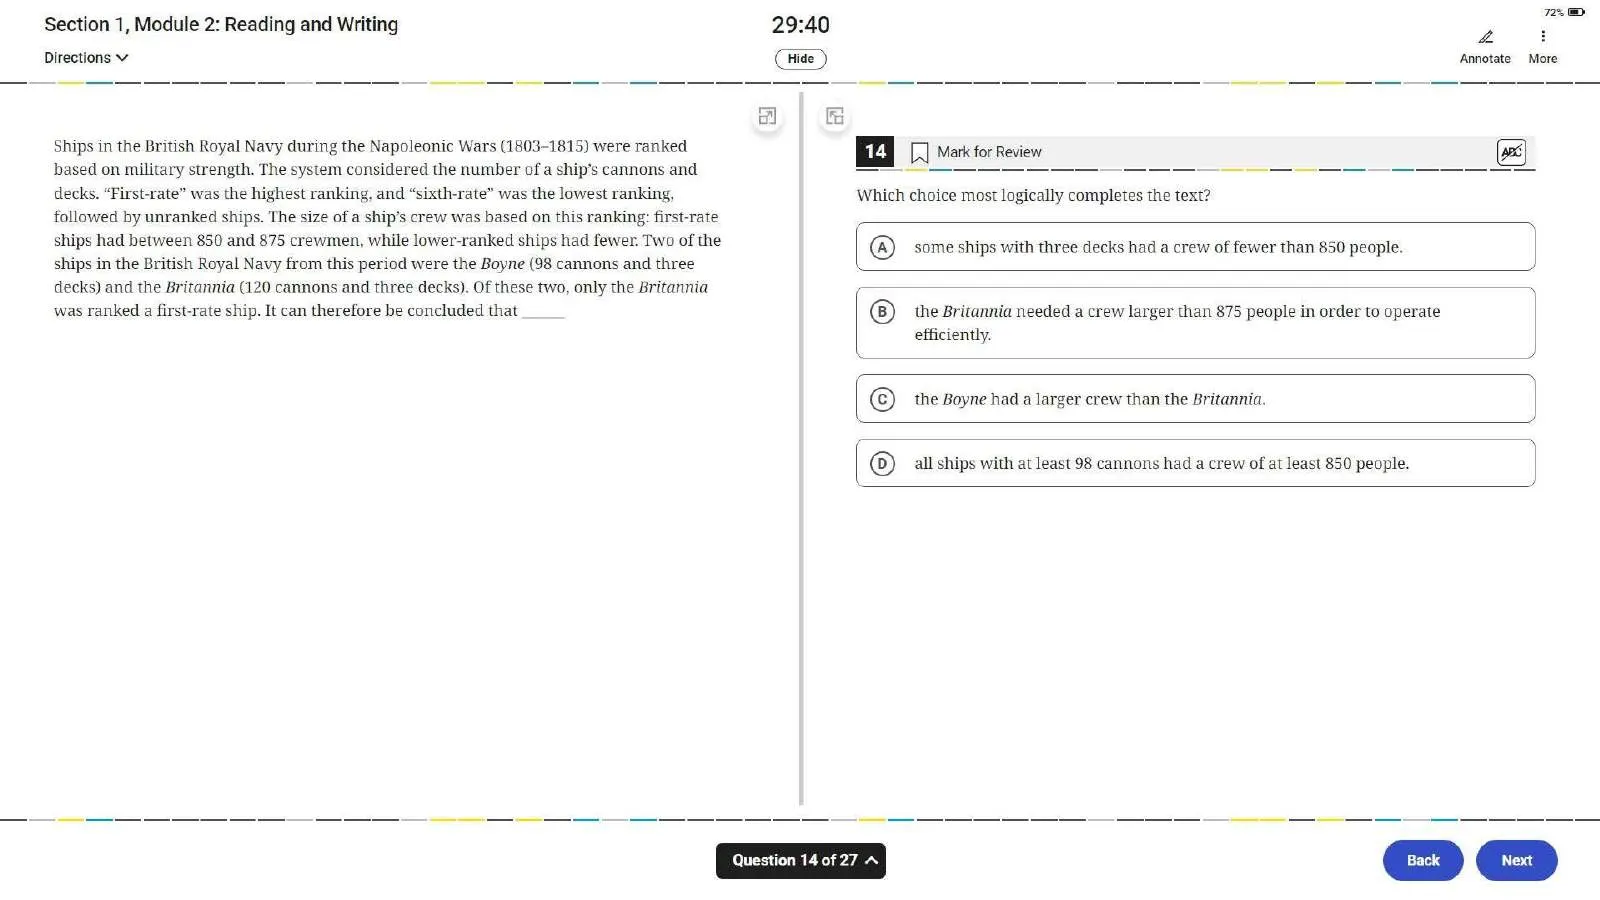 Section 1, Module 2: Reading and Writing
Directions
29:40
Hide
72%
Annotate
More
Ships in the British Royal Navy during the Napoleonic Wars (1803–1815) were ranked
based on military strength. The system considered the number of a ship’s cannons and
decks. “First-rate” was the highest ranking, and “sixth-rate” was the lowest ranking,
followed by unranked ships. The size of a ship’s crew was based on this ranking: first-rate
ships had between 850 and 875 crewmen, while lower-ranked ships had fewer. Two of the
ships in the British Royal Navy from this period were the Boyne (98 cannons and three
decks) and the Britannia (120 cannons and three decks). Of these two, only the Britannia
was ranked a first-rate ship. It can therefore be concluded that ______
14
Mark for Review
ABC
Which choice most logically completes the text?
A some ships with three decks had a crew of fewer than 850 people.
B the Britannia needed a crew larger than 875 people in order to operate
efficiently.
C the Boyne had a larger crew than the Britannia.
D all ships with at least 98 cannons had a crew of at least 850 people.
Question 14 of 27
Back
Next